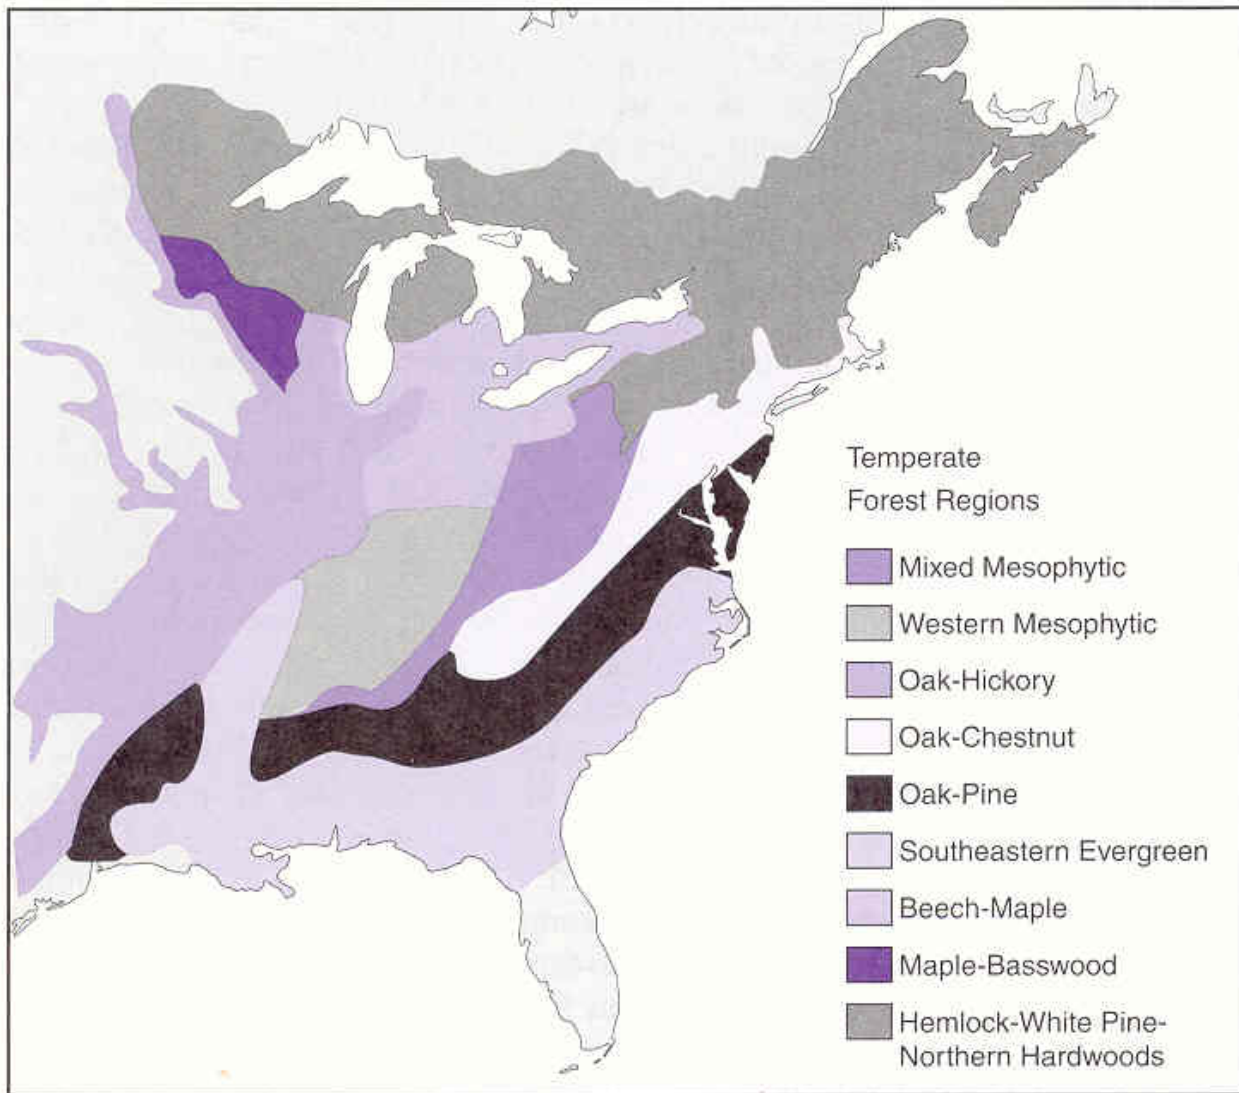 Temperate
Forest Regions
Mixed Mesophytic
Western Mesophytic
Oak-Hickory
Oak-Chestnut
Oak-Pine
Southeastern Evergreen
Beech-Maple
Maple-Basswood
Hemlock-White Pine-
Northern Hardwoods